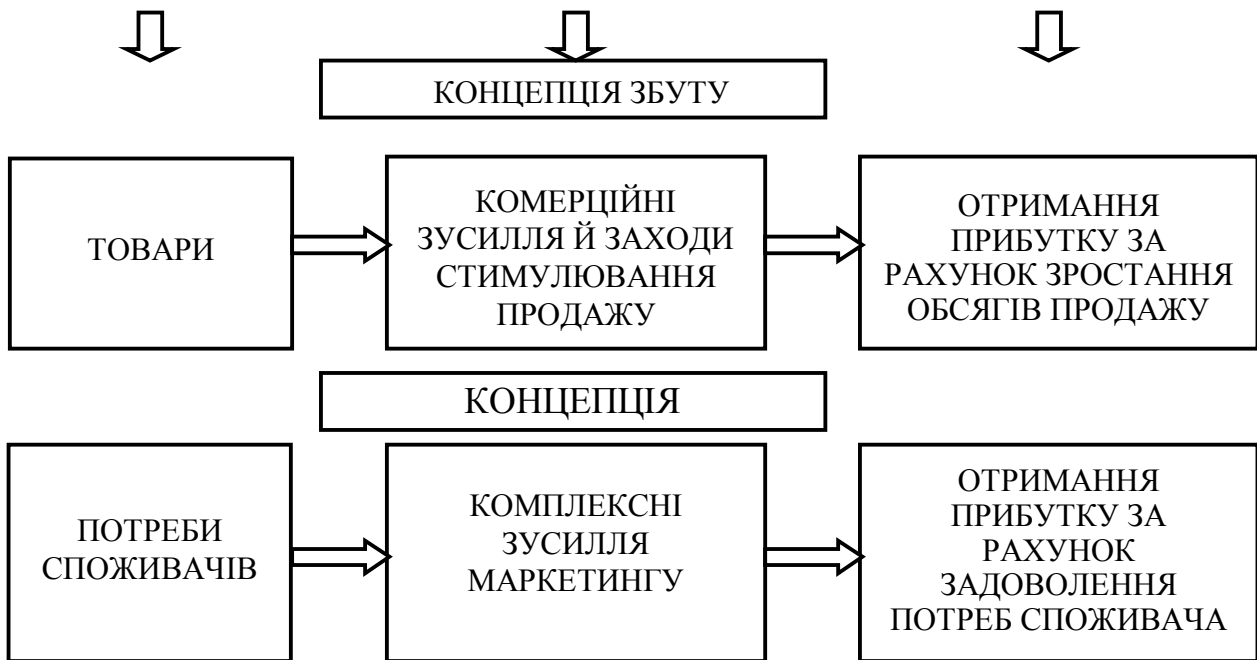 КОНЦЕПЦІЯ ЗБУТУ
ТОВАРИ
КОМЕРЦІЙНІ
ЗУСИЛЛЯ Й ЗАХОДИ
СТИМУЛЮВАННЯ
ПРОДАЖУ
ОТРИМАННЯ
ПРИБУТКУ ЗА
РАХУНОК ЗРОСТАННЯ
ОБСЯГІВ ПРОДАЖУ
КОНЦЕПЦІЯ
ПОТРЕБИ
СПОЖИВАЧІВ
КОМПЛЕКСНІ
ЗУСИЛЛЯ
МАРКЕТИНГУ
ОТРИМАННЯ
ПРИБУТКУ ЗА
РАХУНОК
ЗАДОВОЛЕННЯ
ПОТРЕБ СПОЖИВАЧА